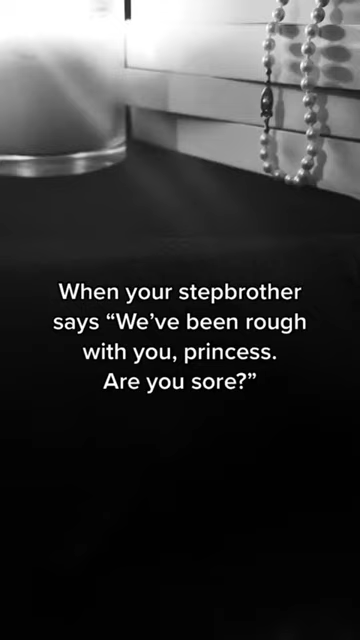 When your stepbrother
says “We’ve been rough
with you, princess.
Are you sore?”